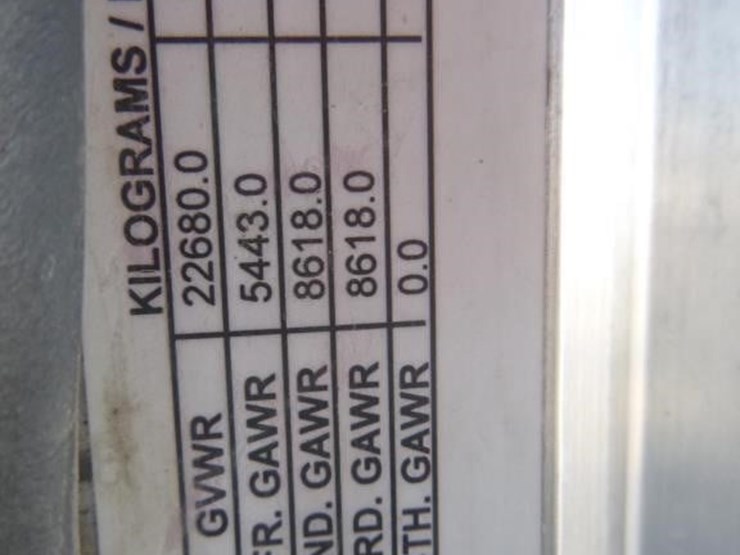 KILOGRAMS /
GVWR 22680.0
FR. GAWR 5443.0
ND. GAWR 8618.0
RD. GAWR 8618.0
TH. GAWR 0.0